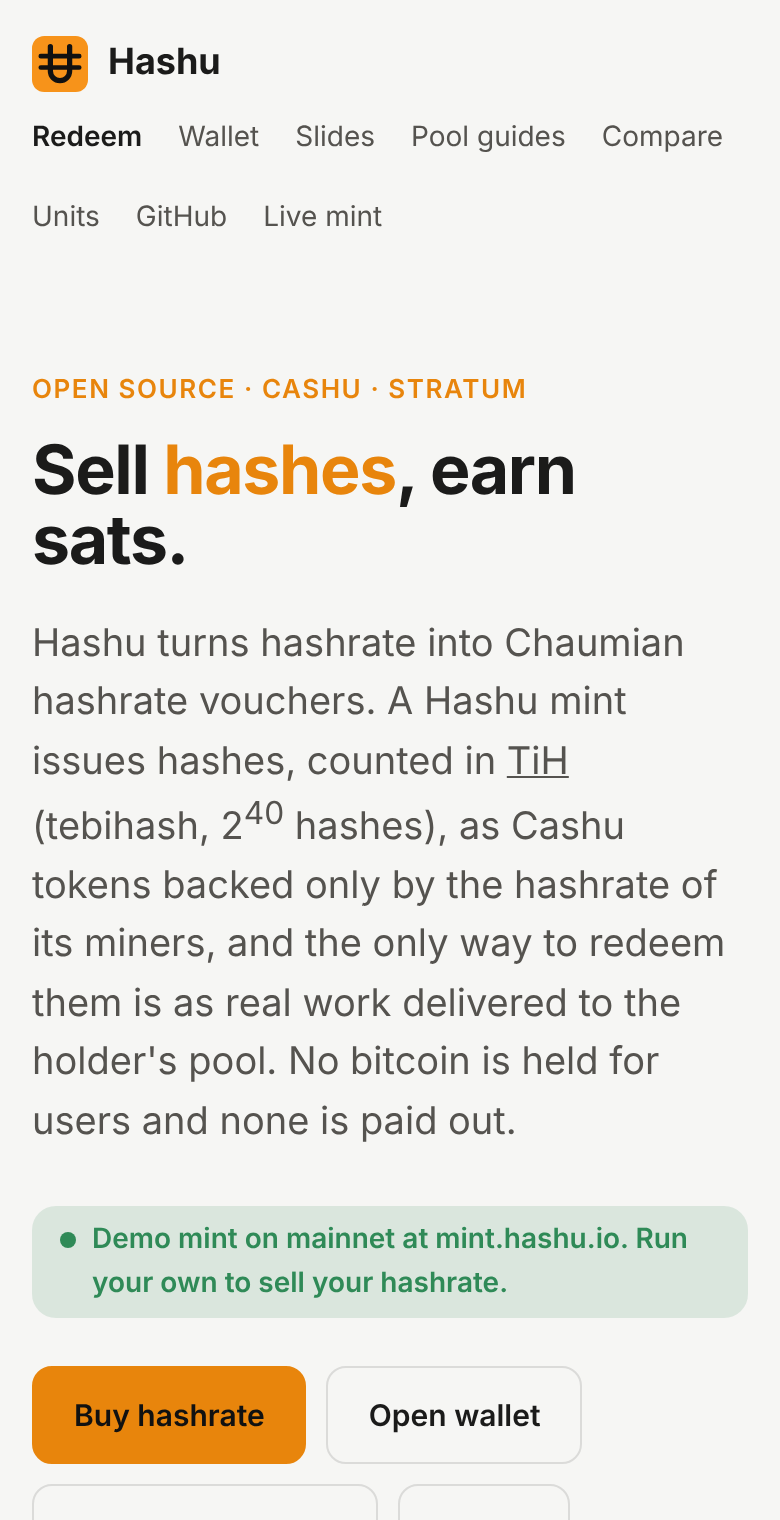 Hashu
Redeem Wallet Slides Pool guides Compare
Units GitHub Live mint
OPEN SOURCE · CASHU · STRATUM
Sell hashes, earn
sats.
Hashu turns hashrate into Chaumian
hashrate vouchers. A Hashu mint
issues hashes, counted in TiH
(tebihash, 2⁴⁰ hashes), as Cashu
tokens backed only by the hashrate of
its miners, and the only way to redeem
them is as real work delivered to the
holder's pool. No bitcoin is held for
users and none is paid out.
Demo mint on mainnet at mint.hashu.io. Run
your own to sell your hashrate.
Buy hashrate Open wallet